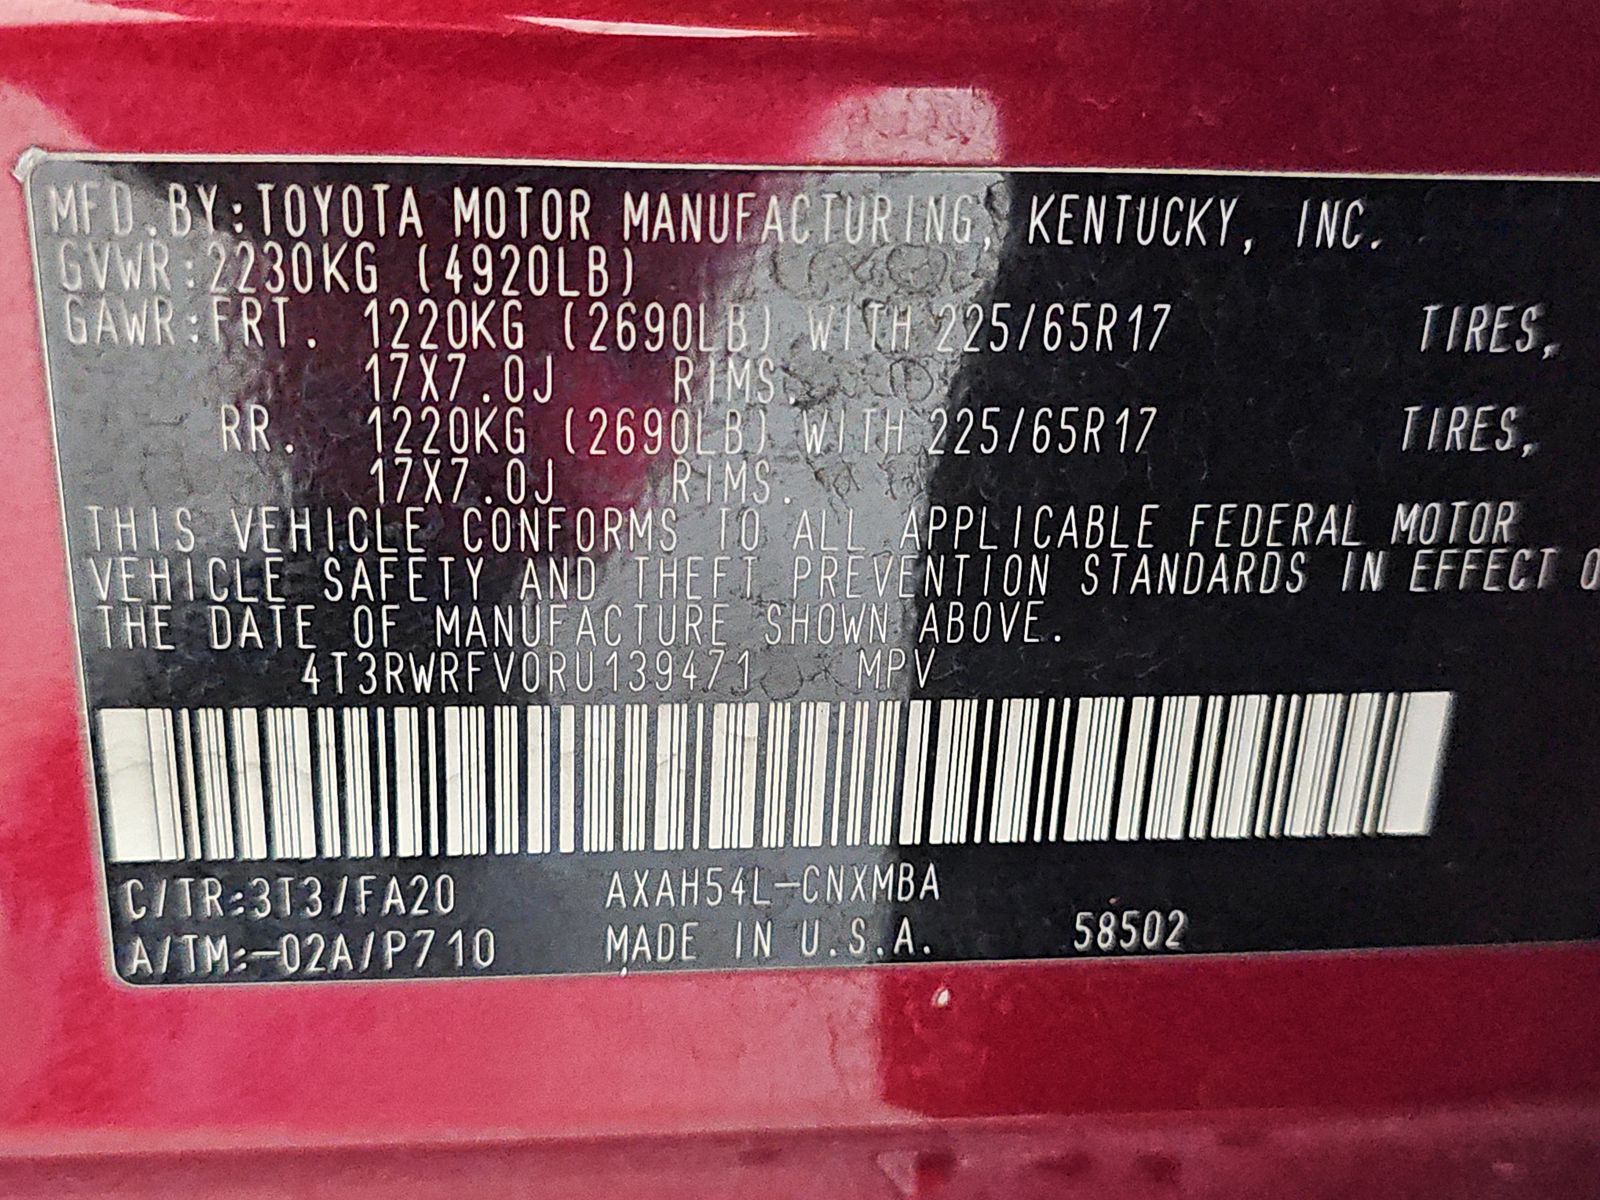 MFD.BY:TOYOTA MOTOR MANUFACTURING, KENTUCKY, INC.
GVWR:2230KG (4920LB)
GAWR:FRT. 1220KG (2690LB) WITH 225/65R17 TIRES,
17X7.0J RIMS.
RR. 1220KG (2690LB) WITH 225/65R17 TIRES,
17X7.0J RIMS.
THIS VEHICLE CONFORMS TO ALL APPLICABLE FEDERAL MOTOR
VEHICLE SAFETY AND THEFT PREVENTION STANDARDS IN EFFECT
THE DATE OF MANUFACTURE SHOWN ABOVE.
4T3RWRFV0RU139471 MPV
C/TR:3T3/FA20 AXAH54L-CNXMBA
A/TM:-02A/P710 MADE IN U.S.A. 58502